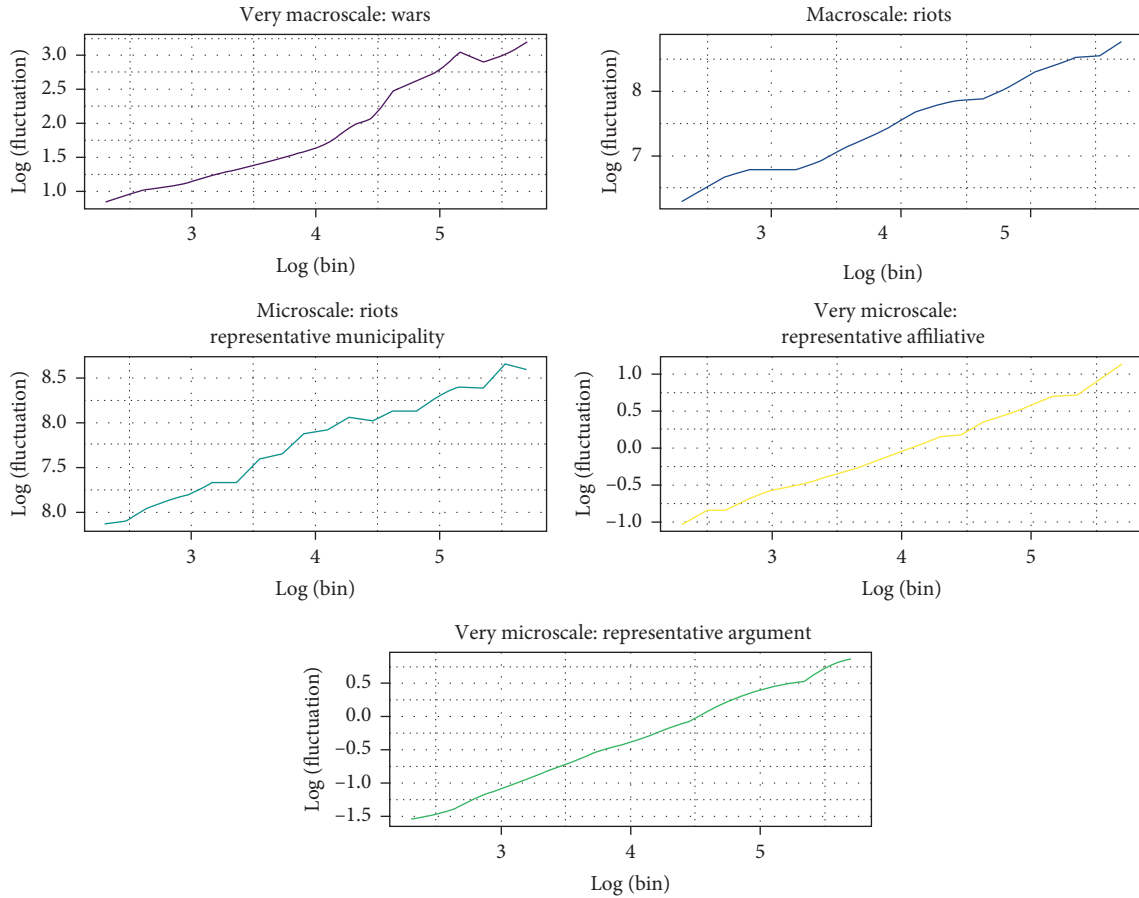 Very macroscale: wars
Log (fluctuation)
3.0
2.5
2.0
1.5
1.0
3
4
5
Log (bin)
Macroscale: riots
Log (fluctuation)
8
7
3
4
5
Log (bin)
Microscale: riots
representative municipality
Log (fluctuation)
8.5
8.0
7.5
8.0
3
4
5
Log (bin)
Very microscale:
representative affiliative
Log (fluctuation)
1.0
0.5
0.0
−0.5
−1.0
3
4
5
Log (bin)
Very microscale: representative argument
Log (fluctuation)
0.5
0.0
−0.5
−1.0
−1.5
3
4
5
Log (bin)